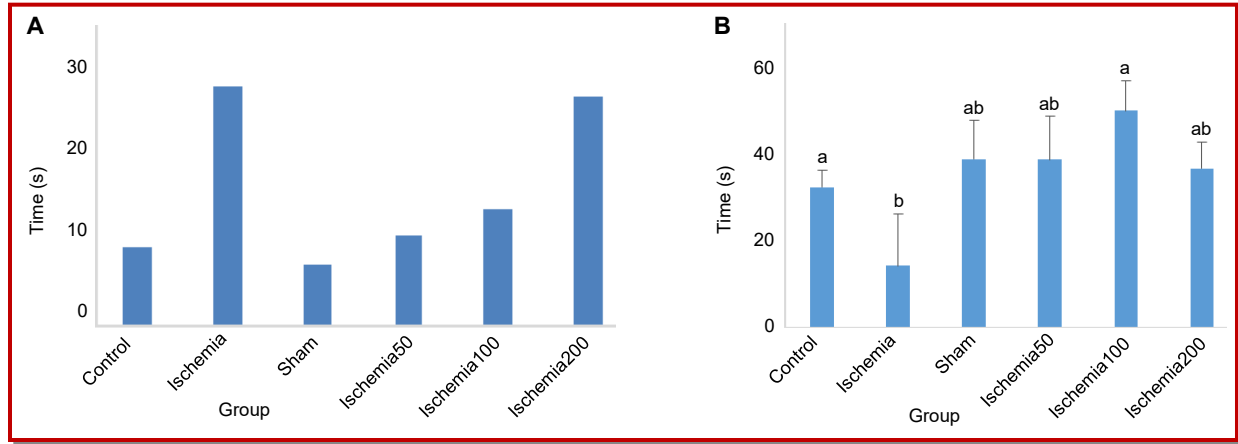 A
Time (s)
30
20
10
0
Control
Ischemia
Sham
Ischemia50
Ischemia100
Ischemia200
Group
B
Time (s)
60
40
20
0
a
b
ab
ab
a
ab
Control
Ischemia
Sham
Ischemia50
Ischemia100
Ischemia200
Group